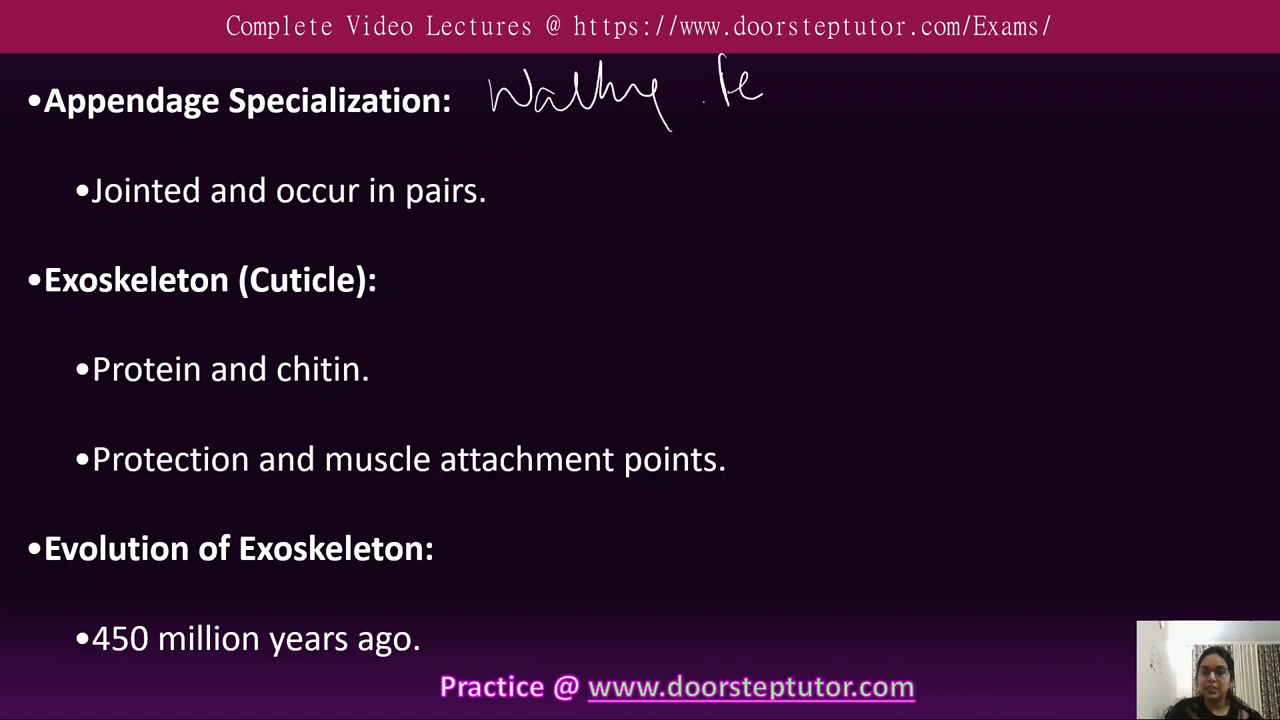 Complete Video Lectures @ https://www.doorsteptutor.com/Exams/
•Appendage Specialization: Walking Fe
•Jointed and occur in pairs.
•Exoskeleton (Cuticle):
•Protein and chitin.
•Protection and muscle attachment points.
•Evolution of Exoskeleton:
•450 million years ago.
Practice @ www.doorsteptutor.com